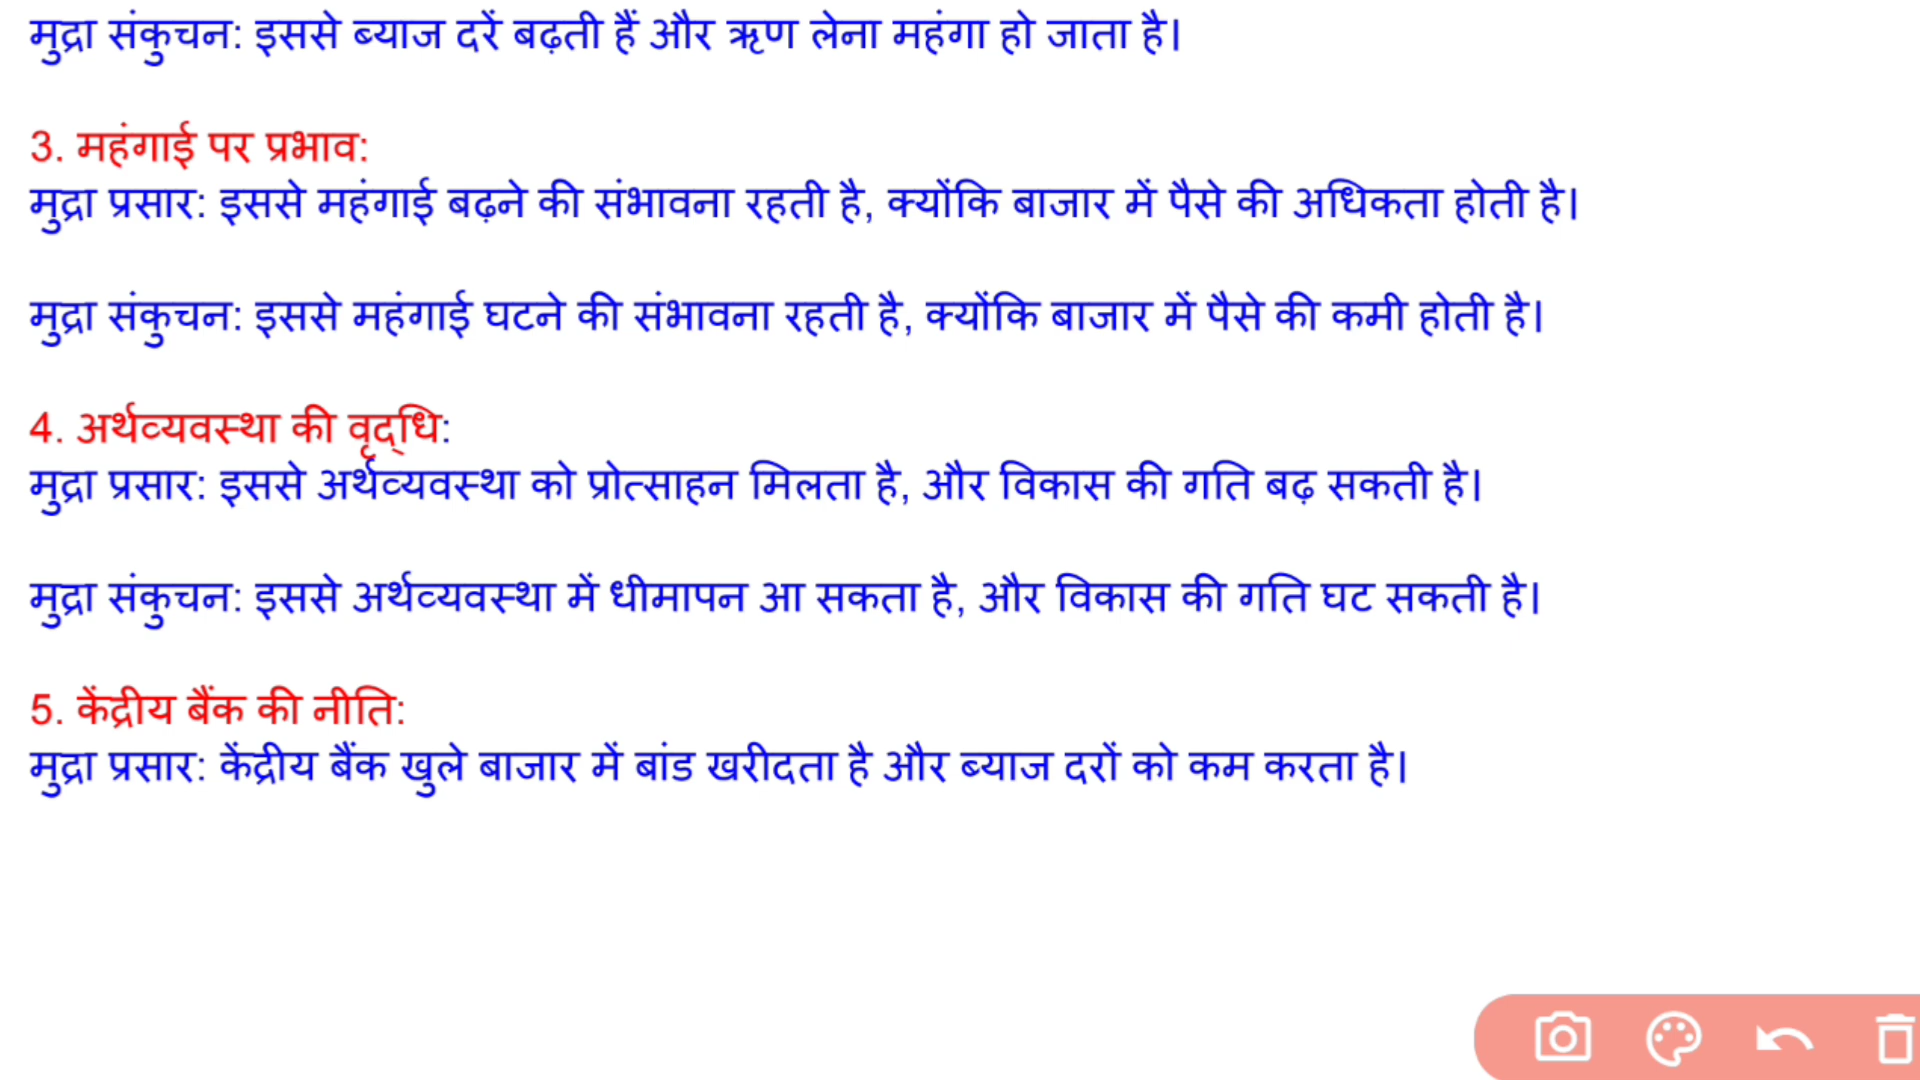 मुद्रा संकुचन: इससे ब्याज दरें बढ़ती हैं और ऋण लेना महंगा हो जाता है।
3. महंगाई पर प्रभाव:
मुद्रा प्रसार: इससे महंगाई बढ़ने की संभावना रहती है, क्योंकि बाजार में पैसे की अधिकता होती है।
मुद्रा संकुचन: इससे महंगाई घटने की संभावना रहती है, क्योंकि बाजार में पैसे की कमी होती है।
4. अर्थव्यवस्था की वृद्धि:
मुद्रा प्रसार: इससे अर्थव्यवस्था को प्रोत्साहन मिलता है, और विकास की गति बढ़ सकती है।
मुद्रा संकुचन: इससे अर्थव्यवस्था में धीमापन आ सकता है, और विकास की गति घट सकती है।
5. केंद्रीय बैंक की नीति:
मुद्रा प्रसार: केंद्रीय बैंक खुले बाजार में बांड खरीदता है और ब्याज दरों को कम करता है।